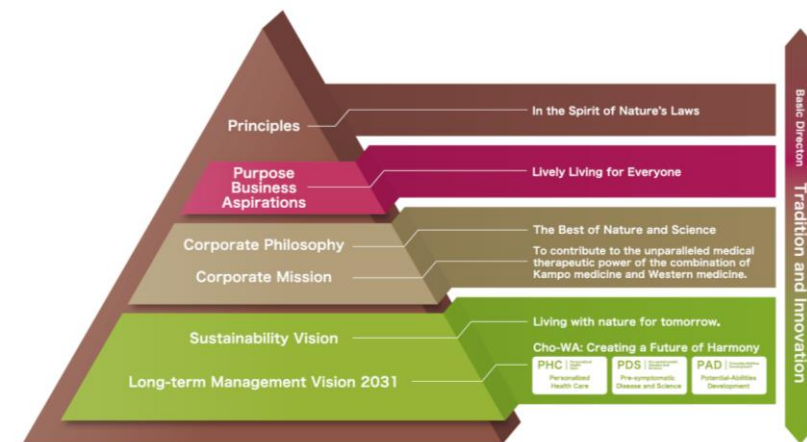 Principles
In the Spirit of Nature's Laws
Purpose
Business
Aspirations
Lively Living for Everyone
Corporate Philosophy
The Best of Nature and Science
Corporate Mission
To contribute to the unparalleled medical
therapeutic power of the combination of
Kampo medicine and Western medicine.
Sustainability Vision
Living with nature for tomorrow.
Long-term Management Vision 2031
Cho-WA: Creating a Future of Harmony
PHC
Personalized
Health Care
PDS
Pre-symptomatic
Disease and Science
PAD
Potential-Abilities
Development
Basic Directon
Tradition and Innovation